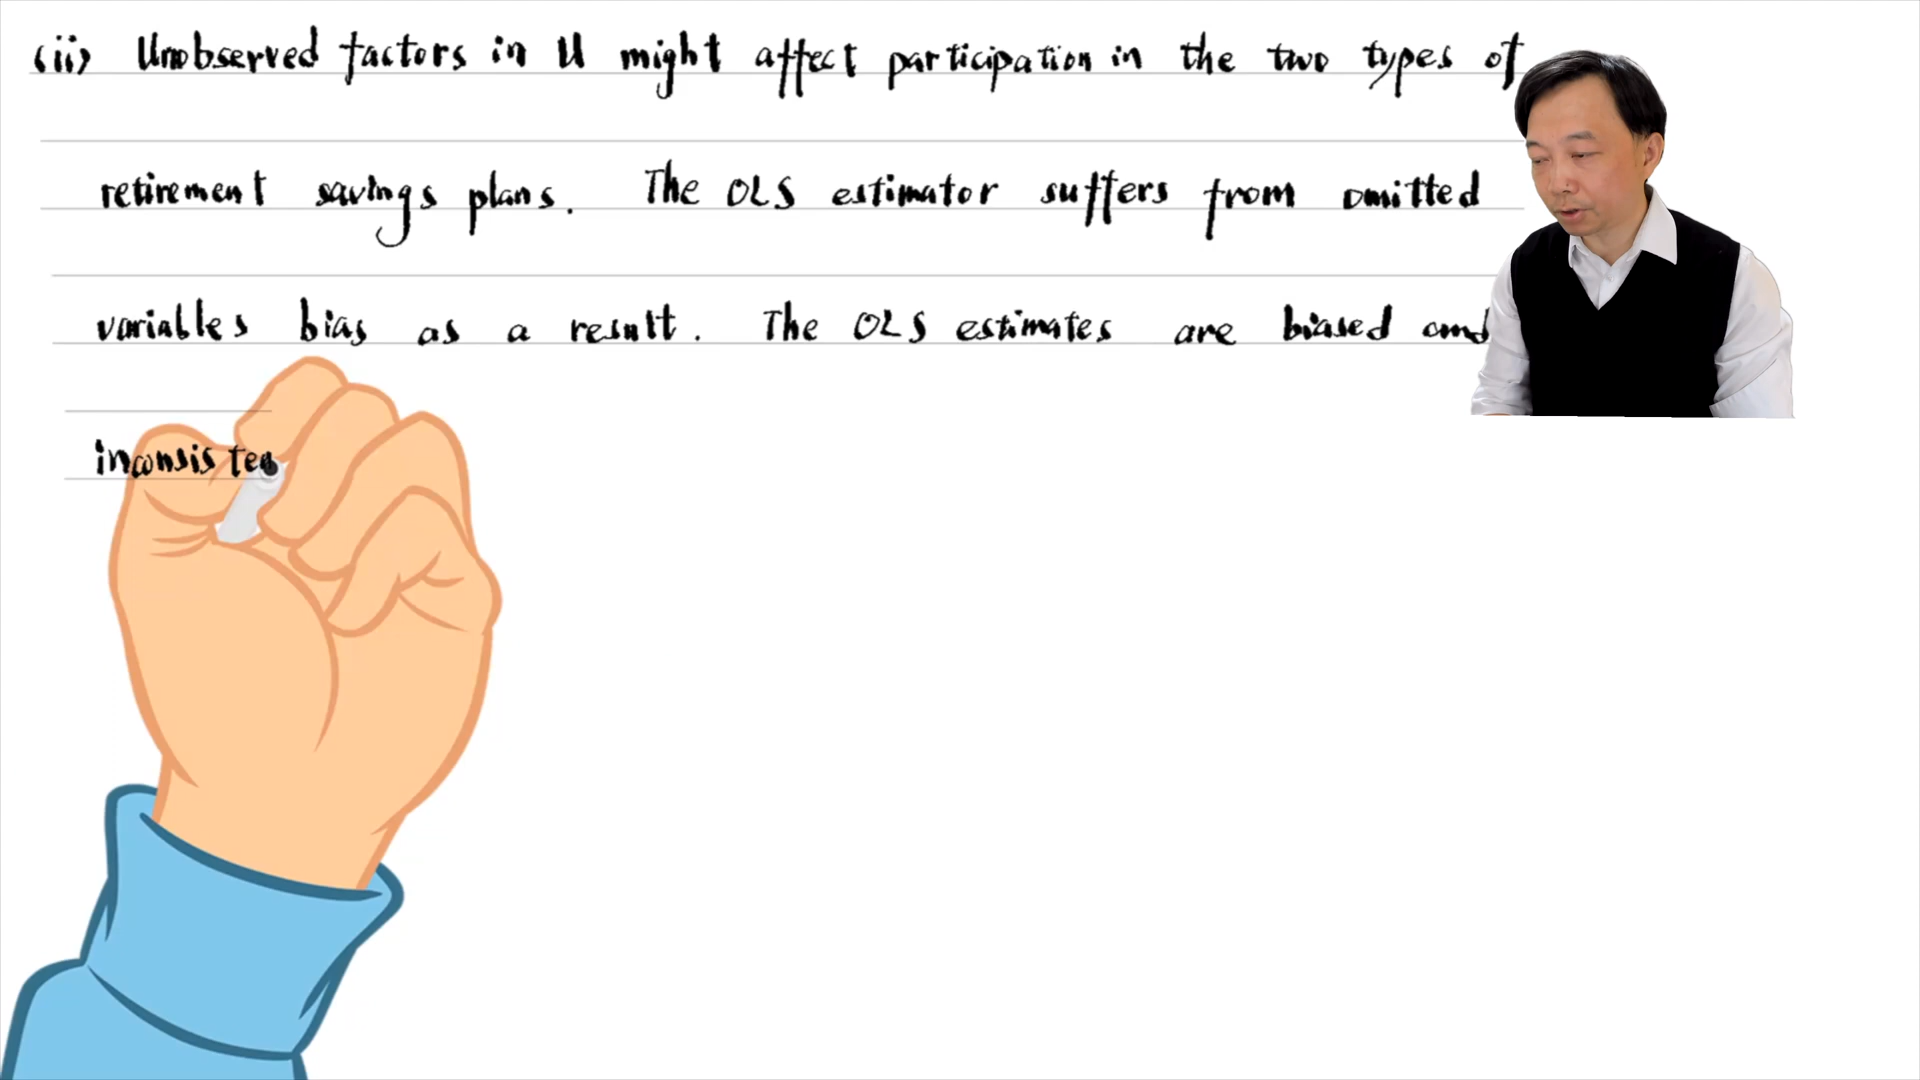 (ii) Unobserved factors in u might affect participation in the two types of
retirement savings plans. The OLS estimator suffers from omitted
variables bias as a result. The OLS estimates are biased and
inconsisten